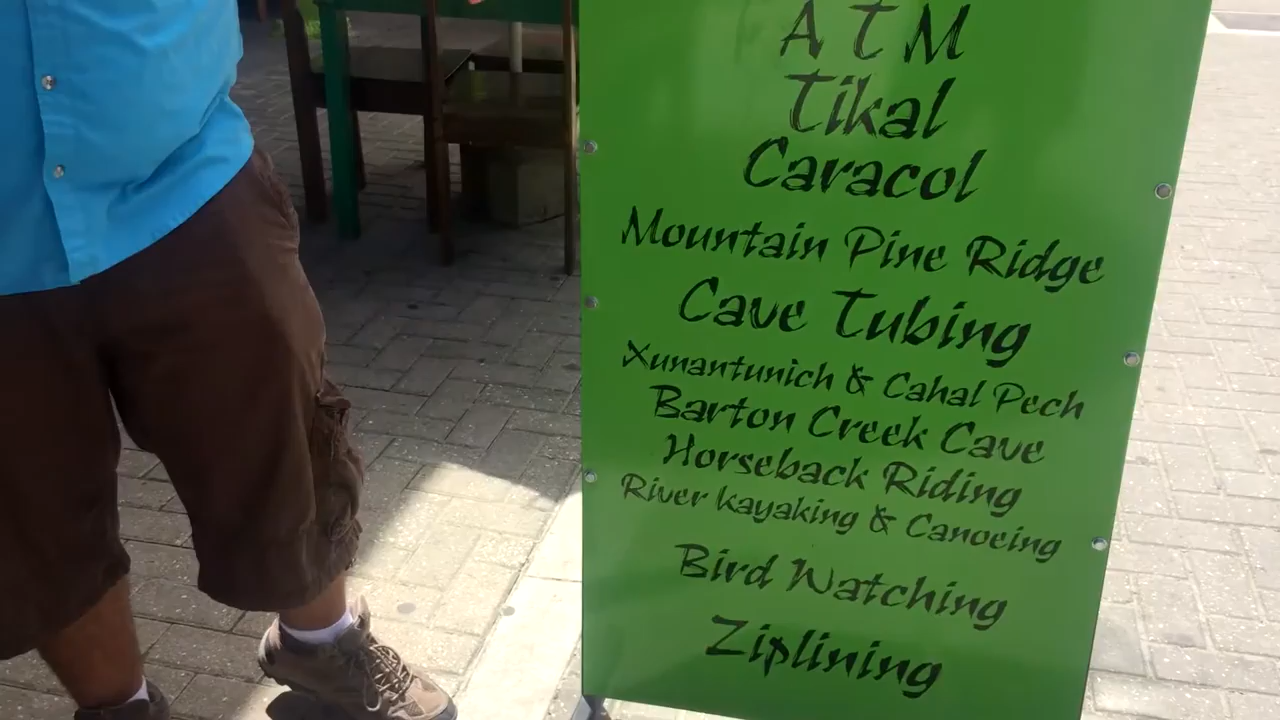 ATM
Tikal
Caracol
Mountain Pine Ridge
Cave Tubing
Xunantunich & Cahal Pech
Barton Creek Cave
Horseback Riding
River kayaking & Canoeing
Bird Watching
Ziplining